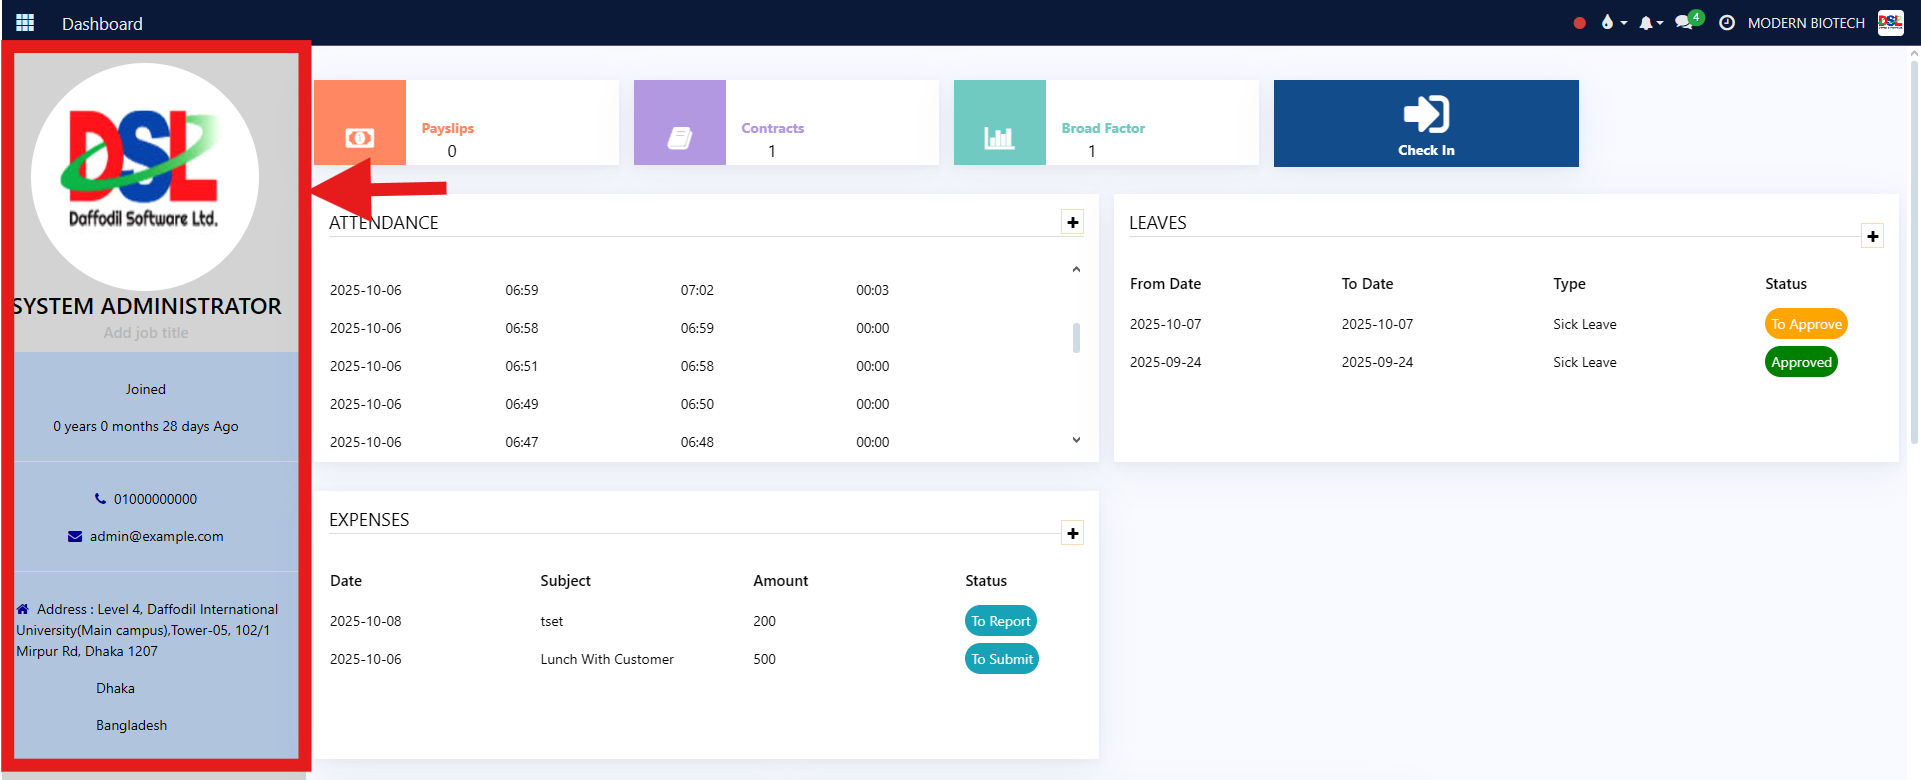 Dashboard
4
MODERN BIOTECH
DSL
DSL
Daffodil Software Ltd.
SYSTEM ADMINISTRATOR
Add job title
Joined
0 years 0 months 28 days Ago
01000000000
admin@example.com
Address : Level 4, Daffodil International
University(Main campus),Tower-05, 102/1
Mirpur Rd, Dhaka 1207
Dhaka
Bangladesh
Payslips
0
Contracts
1
Broad Factor
1
Check In
ATTENDANCE
2025-10-06 06:59 07:02 00:03
2025-10-06 06:58 06:59 00:00
2025-10-06 06:51 06:58 00:00
2025-10-06 06:49 06:50 00:00
2025-10-06 06:47 06:48 00:00
LEAVES
From Date To Date Type Status
2025-10-07 2025-10-07 Sick Leave To Approve
2025-09-24 2025-09-24 Sick Leave Approved
EXPENSES
Date Subject Amount Status
2025-10-08 tset 200 To Report
2025-10-06 Lunch With Customer 500 To Submit